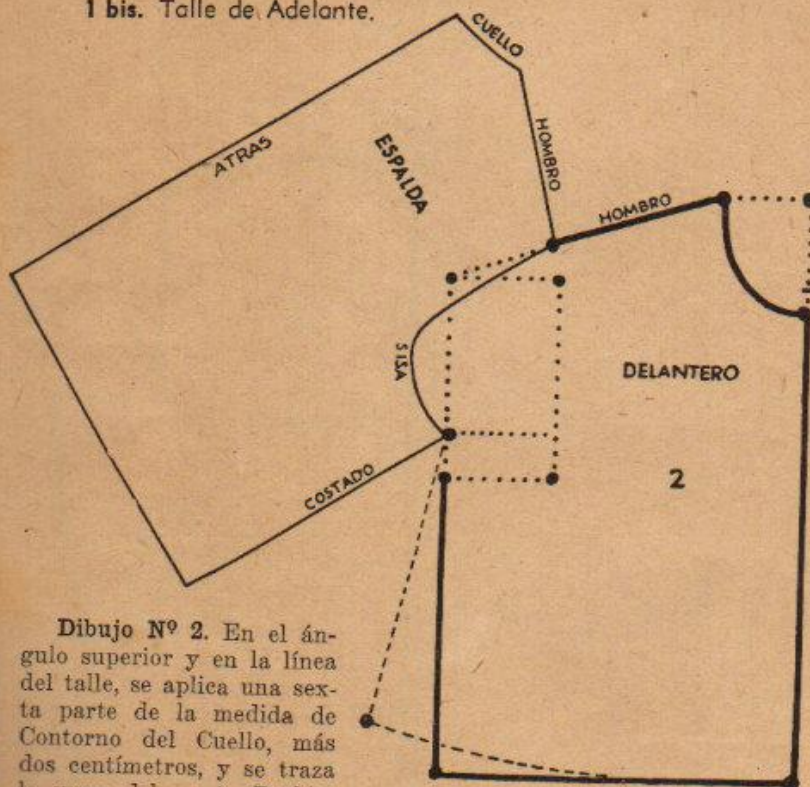 1 bis. Talle de Adelante.
CUELLO
ATRAS
ESPALDA
HOMBRO
HOMBRO
SISA
DELANTERO
COSTADO
2
Dibujo Nº 2. En el án-
gulo superior y en la línea
del talle, se aplica una sex-
ta parte de la medida de
Contorno del Cuello, más
dos centímetros, y se traza